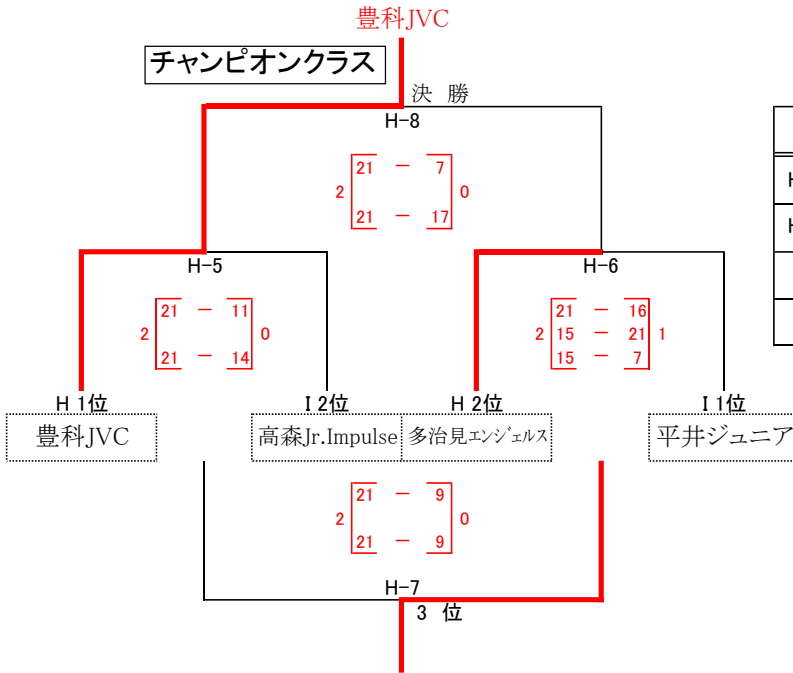 豊科JVC
チャンピオンクラス
決 勝
H-8
21 - 7
2 0
21 - 17
H
H
H-5
H-6
21 - 11
2 0
21 - 14
21 - 16
2 15 - 21 1
15 - 7
H 1位
I 2位
H 2位
I 1位
豊科JVC
高森Jr.Impulse
多治見エンジェルス
平井ジュニア
21 - 9
2 0
21 - 9
H-7
3 位